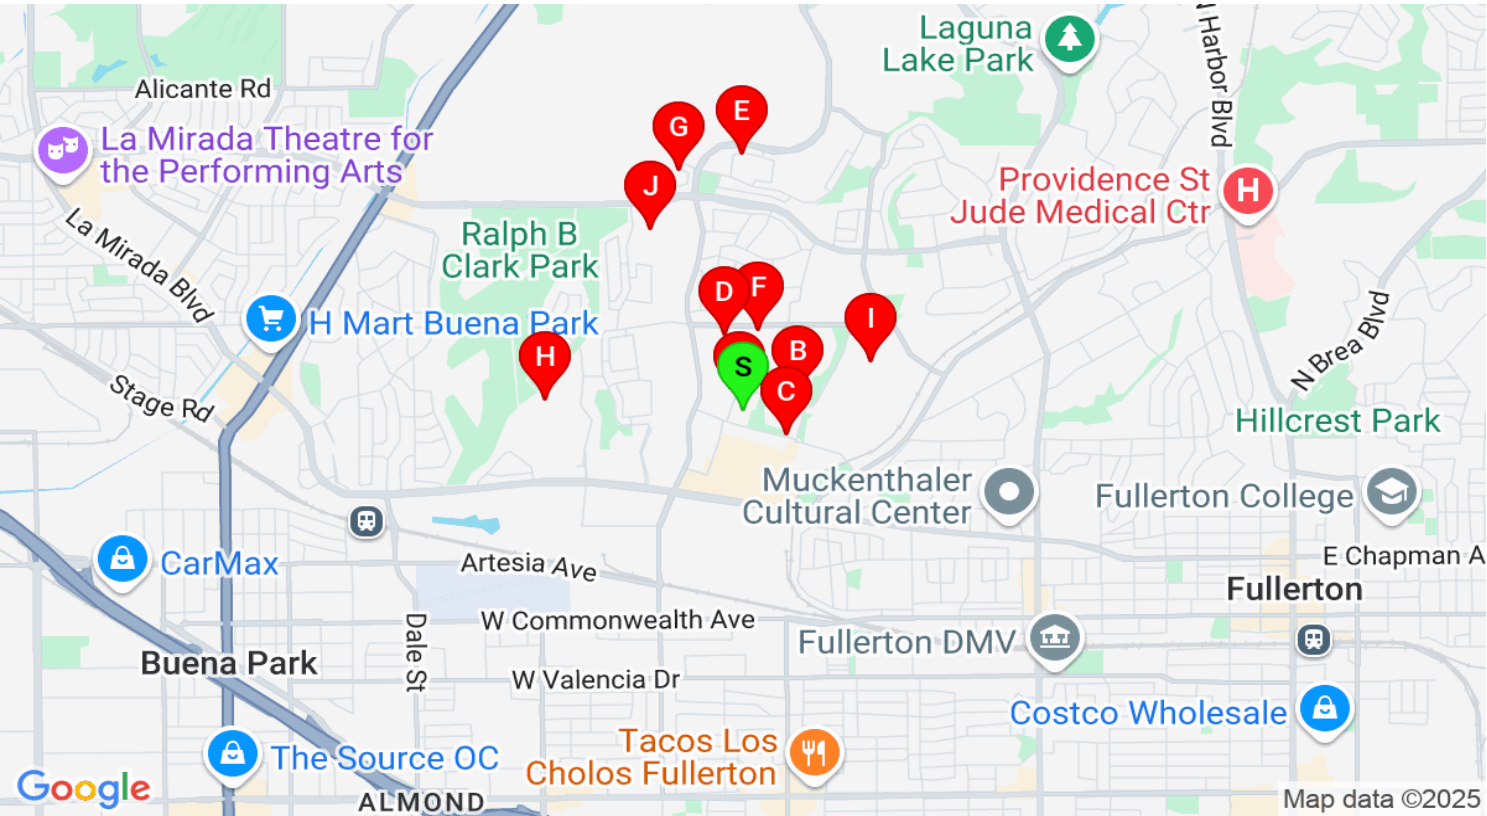 Laguna
Lake Park
N Harbor Blvd
Alicante Rd
La Mirada Theatre for
the Performing Arts
E
G
J
Providence St
Jude Medical Ctr
H
La Mirada Blvd
Ralph B
Clark Park
D
F
I
H Mart Buena Park
H
B
S
C
N Brea Blvd
Stage Rd
Hillcrest Park
Muckenthaler
Cultural Center
Fullerton College
CarMax
Artesia Ave
E Chapman A
Fullerton
W Commonwealth Ave
Dale St
Fullerton DMV
Buena Park
W Valencia Dr
Costco Wholesale
Tacos Los
Cholos Fullerton
The Source OC
Google
ALMOND
Map data ©2025